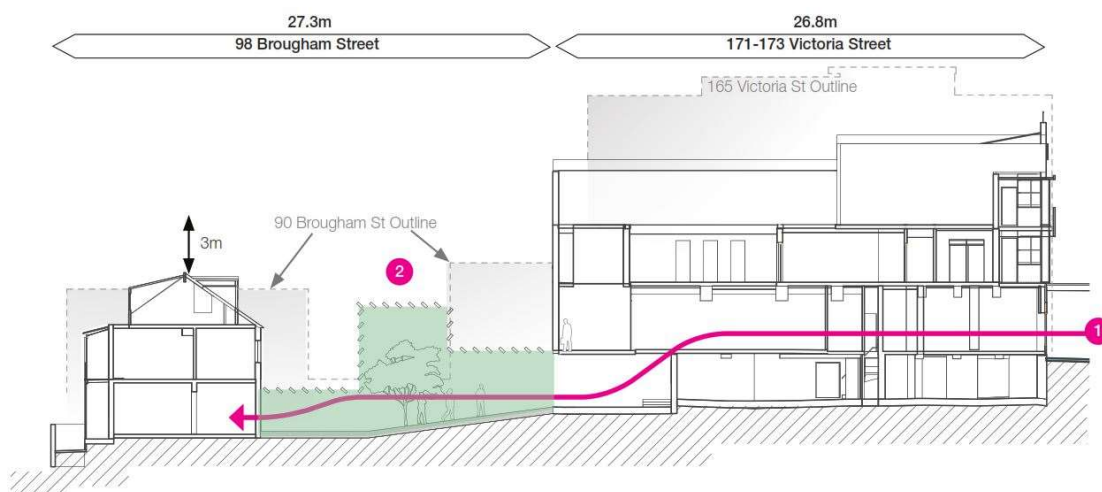 27.3m
26.8m
98 Brougham Street
171-173 Victoria Street
165 Victoria St Outline
90 Brougham St Outline
3m
2
1